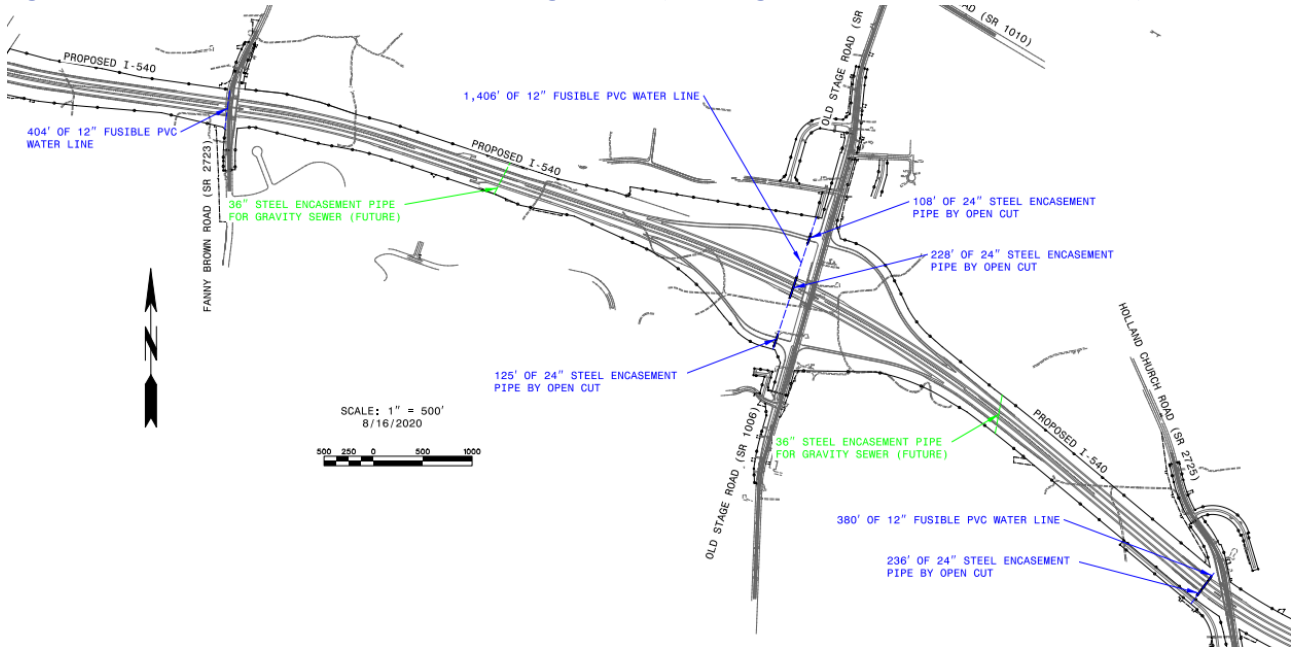 ROAD (SR 1010)
PROPOSED I-540
1,406' OF 12" FUSIBLE PVC WATER LINE
OLD STAGE ROAD (SR
404' OF 12" FUSIBLE PVC
WATER LINE
PROPOSED I-540
FANNY BROWN ROAD (SR 2723)
36" STEEL ENCASEMENT PIPE
FOR GRAVITY SEWER (FUTURE)
108' OF 24" STEEL ENCASEMENT
PIPE BY OPEN CUT
228' OF 24" STEEL ENCASEMENT
PIPE BY OPEN CUT
N
HOLLAND CHURCH ROAD (SR 2725)
125' OF 24" STEEL ENCASEMENT
PIPE BY OPEN CUT
SCALE: 1" = 500'
8/16/2020
500 250 0 500 1000
OLD STAGE ROAD (SR 1006)
36" STEEL ENCASEMENT PIPE
FOR GRAVITY SEWER (FUTURE)
PROPOSED I-540
380' OF 12" FUSIBLE PVC WATER LINE
236' OF 24" STEEL ENCASEMENT
PIPE BY OPEN CUT